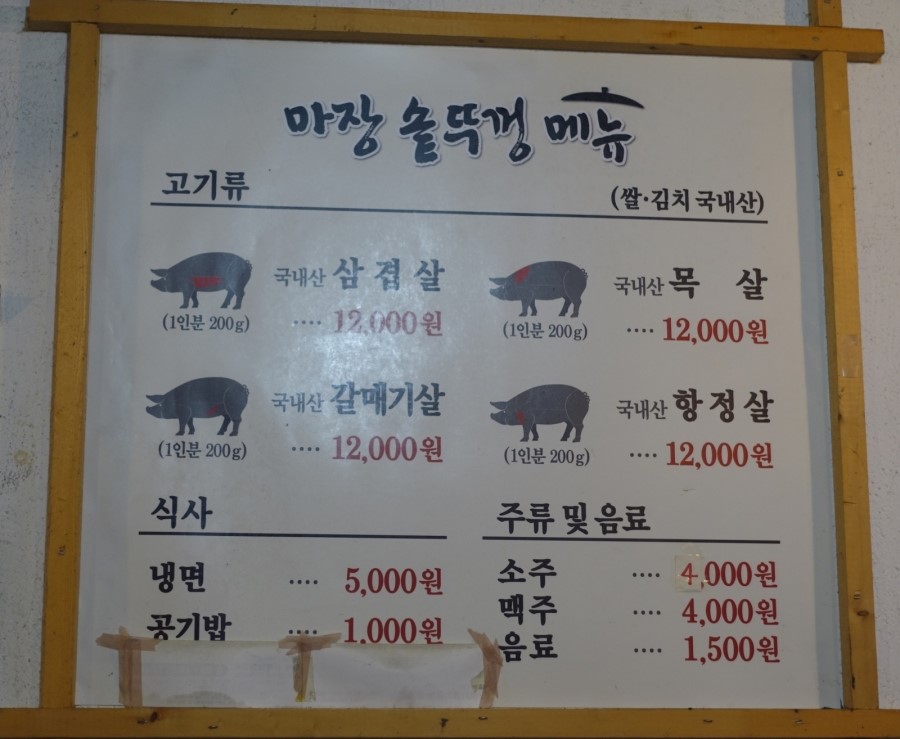 마장 솥뚜껑 메뉴
고기류
(쌀·김치 국내산)
국내산 삼겹살
(1인분 200g) ···· 12,000원
국내산 목 살
(1인분 200g) ···· 12,000원
국내산 갈매기살
(1인분 200g) ···· 12,000원
국내산 항정살
(1인분 200g) ···· 12,000원
식사
냉면 ···· 5,000원
공기밥 ···· 1,000원
주류 및 음료
소주 ···· 4,000원
맥주 ···· 4,000원
음료 ···· 1,500원